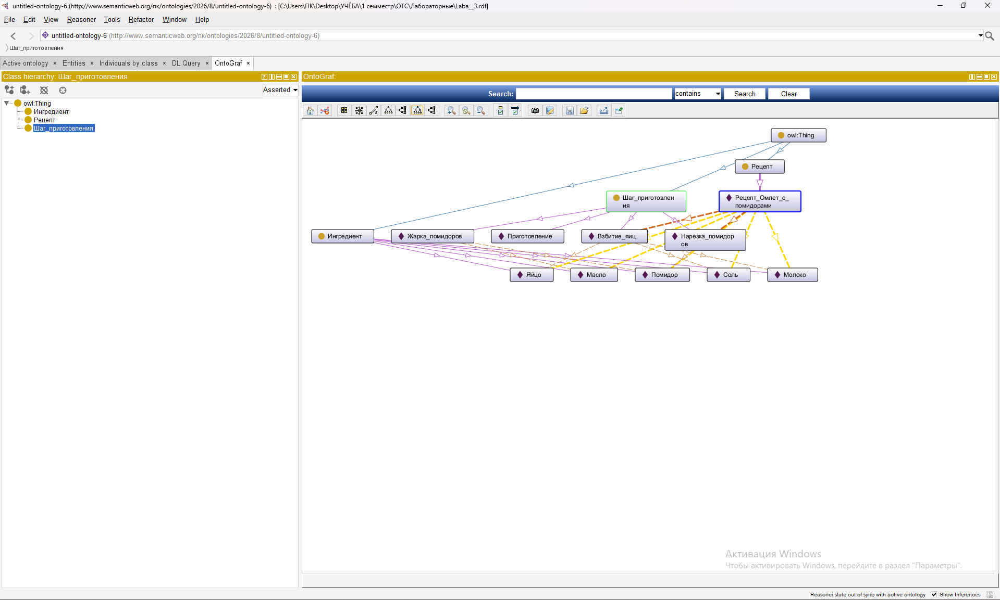 untitled-ontology-6 (http://www.semanticweb.org/пк/ontologies/2026/8/untitled-ontology-6) : [C:\Users\ПК\Desktop\УЧЁБА\1 семместр\ОТС\Лабораторные\Laba__3.rdf]
File Edit View Reasoner Tools Refactor Window Help
untitled-ontology-6 (http://www.semanticweb.org/пк/ontologies/2026/8/untitled-ontology-6)
Шаг_приготовления
Active ontology × Entities × Individuals by class × DL Query × OntoGraf ×
Class hierarchy: Шаг_приготовления
Asserted
owl:Thing
Ингредиент
Рецепт
Шаг_приготовления
OntoGraf:
Search: contains Search Clear
owl:Thing
Рецепт
Шаг_приготовлен
ия
Рецепт_Омлет_с_
помидорами
Ингредиент
Жарка_помидоров
Приготовление
Взбитие_яиц
Нарезка_помидор
ов
Яйцо
Масло
Помидор
Соль
Молоко
Активация Windows
Чтобы активировать Windows, перейдите в раздел "Параметры".
Reasoner state out of sync with active ontology Show Inferences